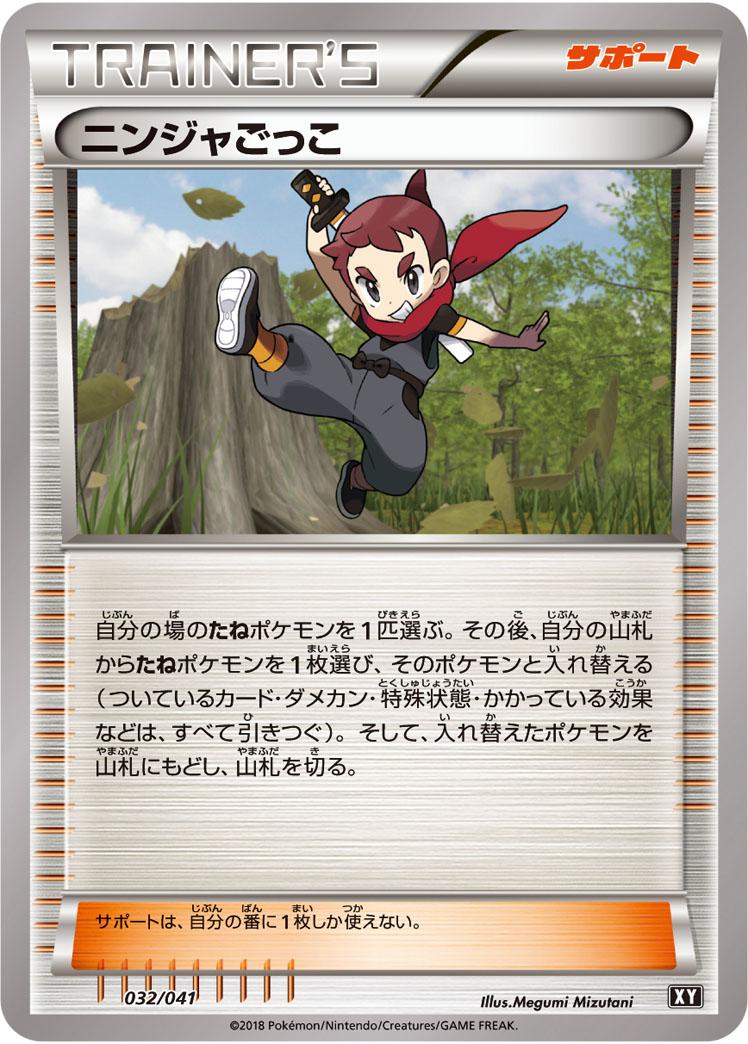 TRAINER'S
サポート
ニンジャごっこ
自分の場のたねポケモンを1匹選ぶ。その後、自分の山札
からたねポケモンを1枚選び、そのポケモンと入れ替える
（ついているカード・ダメカン・特殊状態・かかっている効果
などは、すべて引きつぐ）。そして、入れ替えたポケモンを
山札にもどし、山札を切る。
サポートは、自分の番に1枚しか使えない。
032/041
Illus.Megumi Mizutani
XY
©2018 Pokémon/Nintendo/Creatures/GAME FREAK.